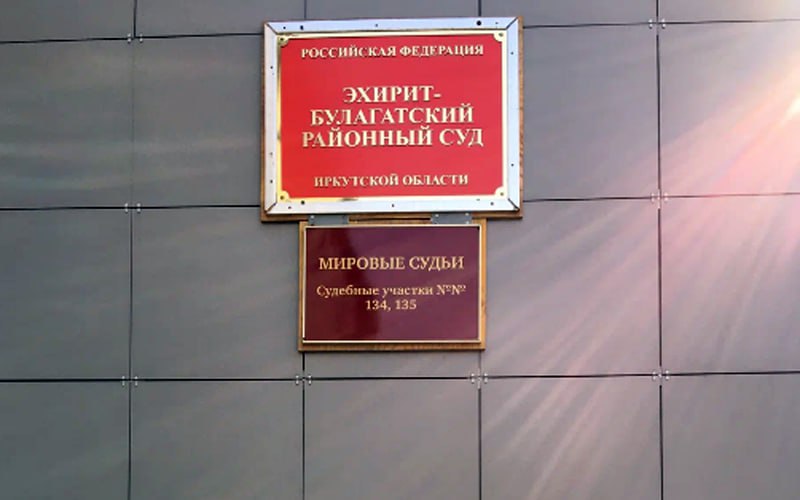 РОССИЙСКАЯ ФЕДЕРАЦИЯ
ЭХИРИТ-
БУЛАГАТСКИЙ
РАЙОННЫЙ СУД
ИРКУТСКОЙ ОБЛАСТИ
МИРОВЫЕ СУДЬИ
Судебные участки №№
134, 135